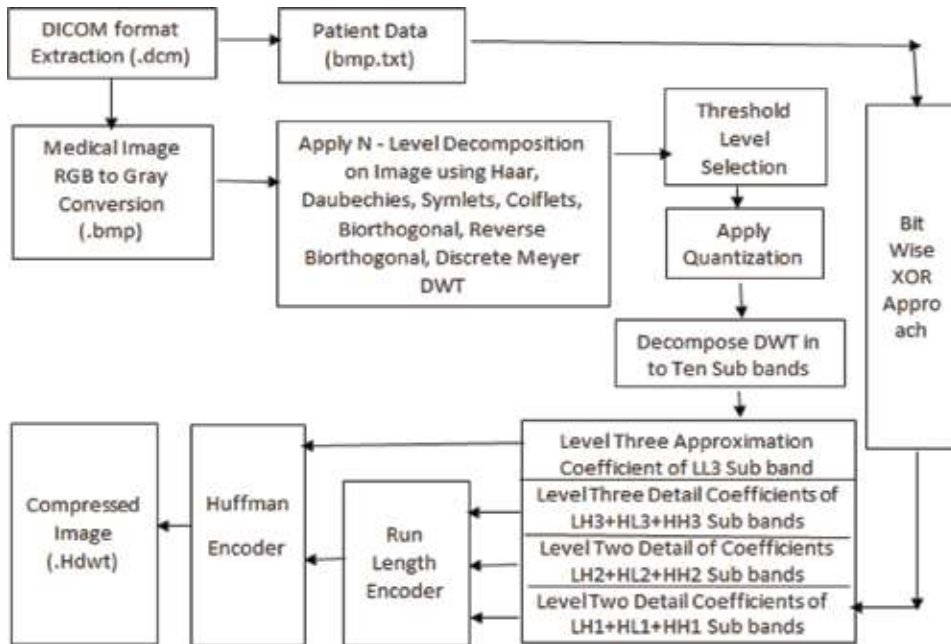 DICOM format
Extraction (.dcm)
Patient Data
(bmp.txt)
Medical Image
RGB to Gray
Conversion
(.bmp)
Apply N - Level Decomposition
on Image using Haar,
Daubechies, Symlets, Coiflets,
Biorthogonal, Reverse
Biorthogonal, Discrete Meyer
DWT
Threshold
Level
Selection
Apply
Quantization
Bit
Wise
XOR
Appro
ach
Decompose DWT in
to Ten Sub bands
Level Three Approximation
Coefficient of LL3 Sub band
Level Three Detail Coefficients of
LH3+HL3+HH3 Sub bands
Level Two Detail of Coefficients
LH2+HL2+HH2 Sub bands
Level Two Detail Coefficients of
LH1+HL1+HH1 Sub bands
Run
Length
Encoder
Huffman
Encoder
Compressed
Image
(.Hdwt)